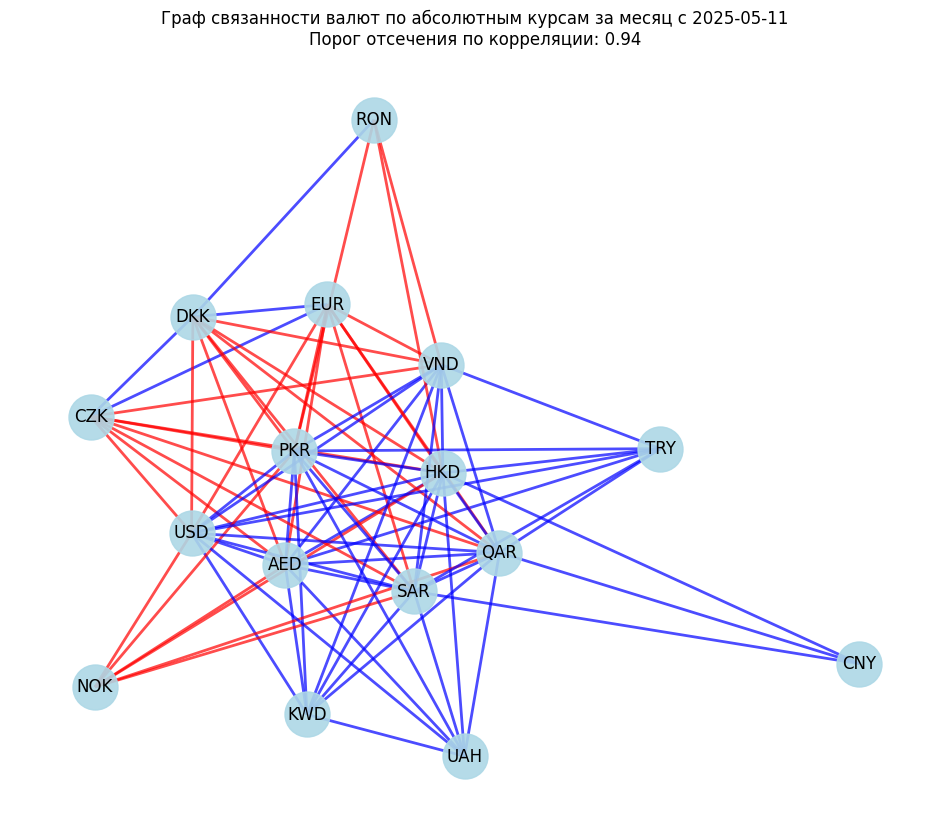 Граф связанности валют по абсолютным курсам за месяц с 2025-05-11
Порог отсечения по корреляции: 0.94
RON
EUR
DKK
VND
CZK
TRY
PKR
HKD
USD
QAR
AED
SAR
CNY
NOK
KWD
UAH